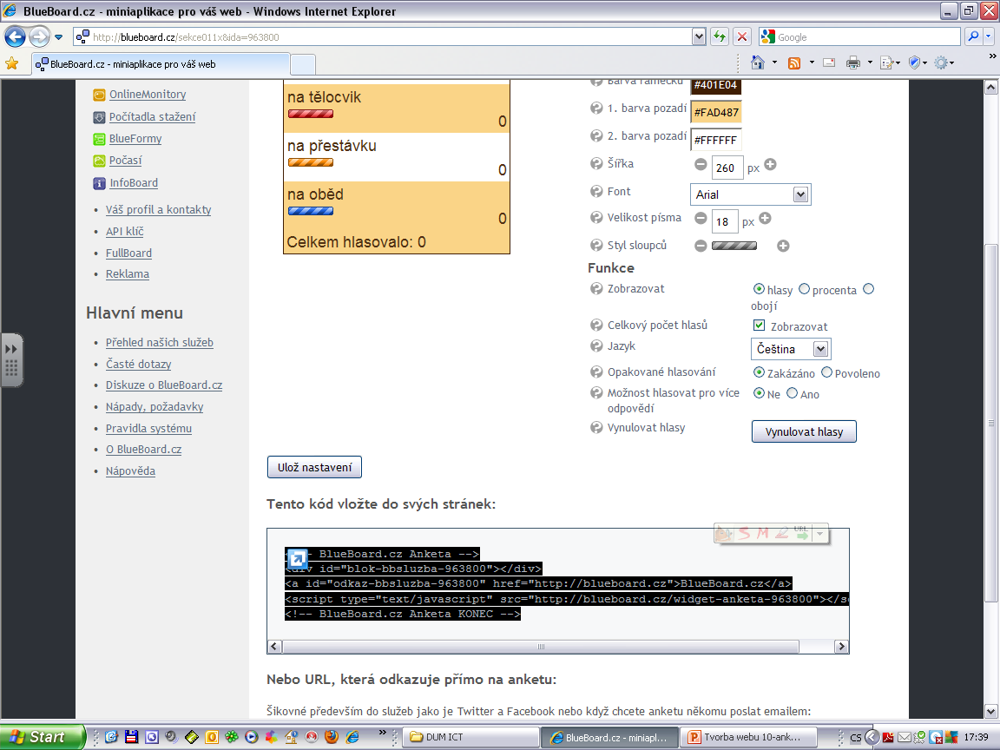 BlueBoard.cz - miniaplikace pro váš web - Windows Internet Explorer
http://blueboard.cz/sekce011x&ida=963800
Google
BlueBoard.cz - miniaplikace pro váš web
OnlineMonitory
Počítadla stažení
BlueFormy
Počasí
InfoBoard
Váš profil a kontakty
API klíč
FullBoard
Reklama
Hlavní menu
Přehled našich služeb
Časté dotazy
Diskuze o BlueBoard.cz
Nápady, požadavky
Pravidla systému
O BlueBoard.cz
Nápověda
na tělocvik
0
na přestávku
0
na oběd
0
Celkem hlasovalo: 0
Barva rámečku #401E04
1. barva pozadí #FAD487
2. barva pozadí #FFFFFF
Šířka 260 px
Font Arial
Velikost písma 18 px
Styl sloupců
Funkce
Zobrazovat hlasy procenta
obojí
Celkový počet hlasů Zobrazovat
Jazyk Čeština
Opakované hlasování Zakázáno Povoleno
Možnost hlasovat pro více Ne Ano
odpovědí
Vynulovat hlasy Vynulovat hlasy
Ulož nastavení
Tento kód vložte do svých stránek:
S M URL
BlueBoard.cz Anketa -->
<div id="blok-bbsluzba-963800"></div>
<a id="odkaz-bbsluzba-963800" href="http://blueboard.cz">BlueBoard.cz</a>
<script type="text/javascript" src="http://blueboard.cz/widget-anketa-963800"></sc
<!-- BlueBoard.cz Anketa KONEC -->
Nebo URL, která odkazuje přímo na anketu:
Šikovné především do služeb jako je Twitter a Facebook nebo když chcete anketu někomu poslat emailem:
Start DUM ICT BlueBoard.cz - miniapl... Tvorba webu 10-ank... CS 17:39